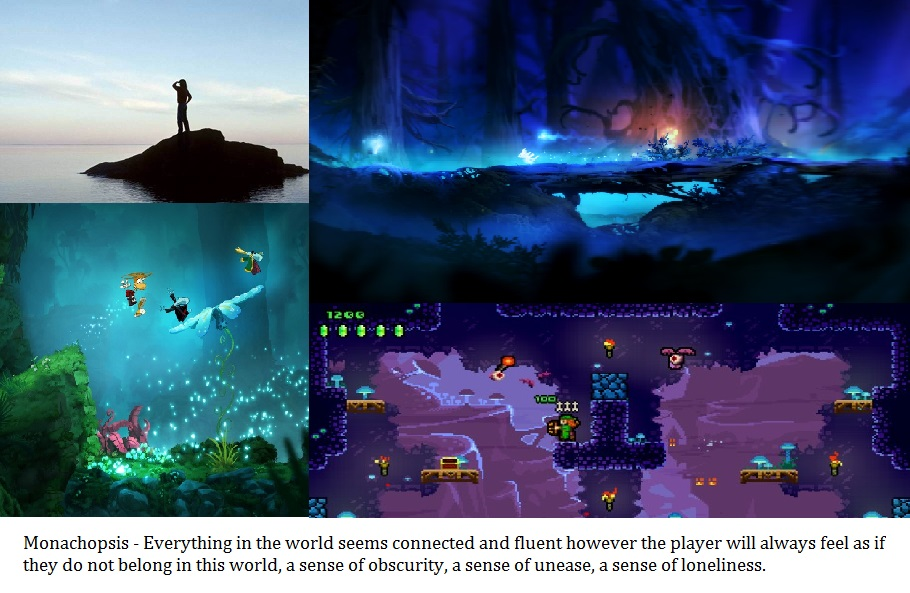 1200
100
Monachopsis - Everything in the world seems connected and fluent however the player will always feel as if
they do not belong in this world, a sense of obscurity, a sense of unease, a sense of loneliness.